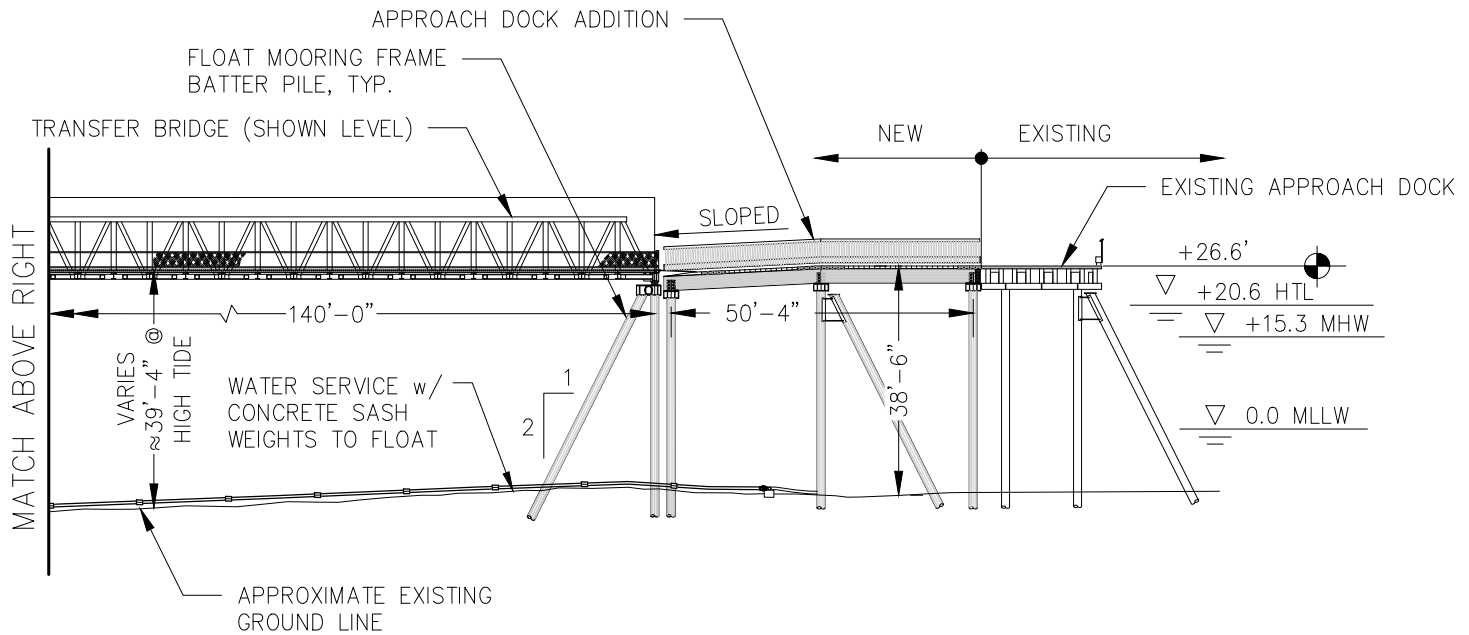 APPROACH DOCK ADDITION
FLOAT MOORING FRAME
BATTER PILE, TYP.
TRANSFER BRIDGE (SHOWN LEVEL)
NEW
EXISTING
EXISTING APPROACH DOCK
SLOPED
+26.6'
+20.6 HTL
+15.3 MHW
0.0 MLLW
140'-0"
50'-4"
38'-6"
VARIES
≈39'-4" @
HIGH TIDE
WATER SERVICE w/
CONCRETE SASH
WEIGHTS TO FLOAT
1
2
MATCH ABOVE RIGHT
APPROXIMATE EXISTING
GROUND LINE